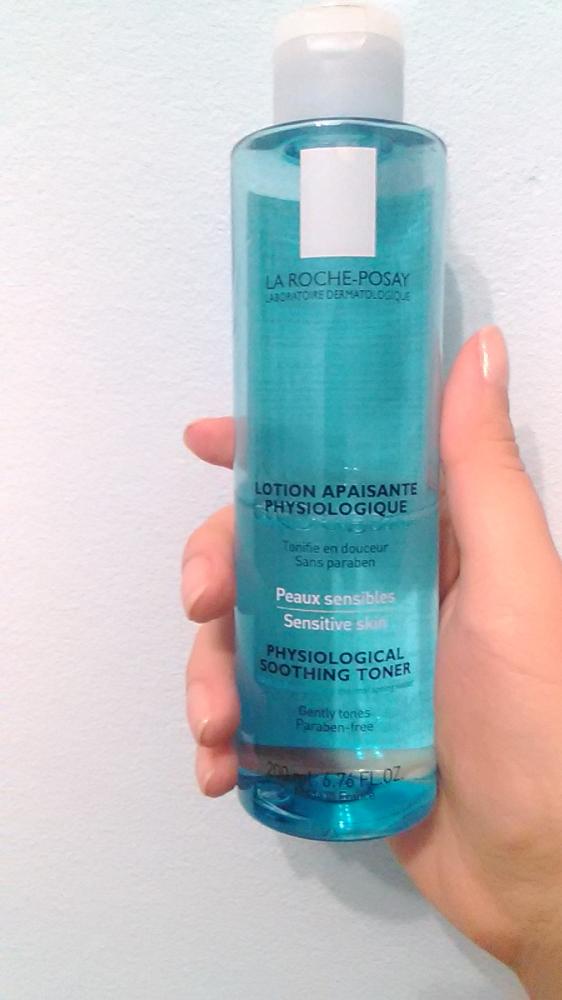 LA ROCHE-POSAY
LABORATOIRE DERMATOLOGIQUE
LOTION APAISANTE
PHYSIOLOGIQUE
Tonifie en douceur
Sans paraben
Peaux sensibles
Sensitive skin
PHYSIOLOGICAL
SOOTHING TONER
Gently tones
Paraben-free
200 mL 6.76 FL.OZ.